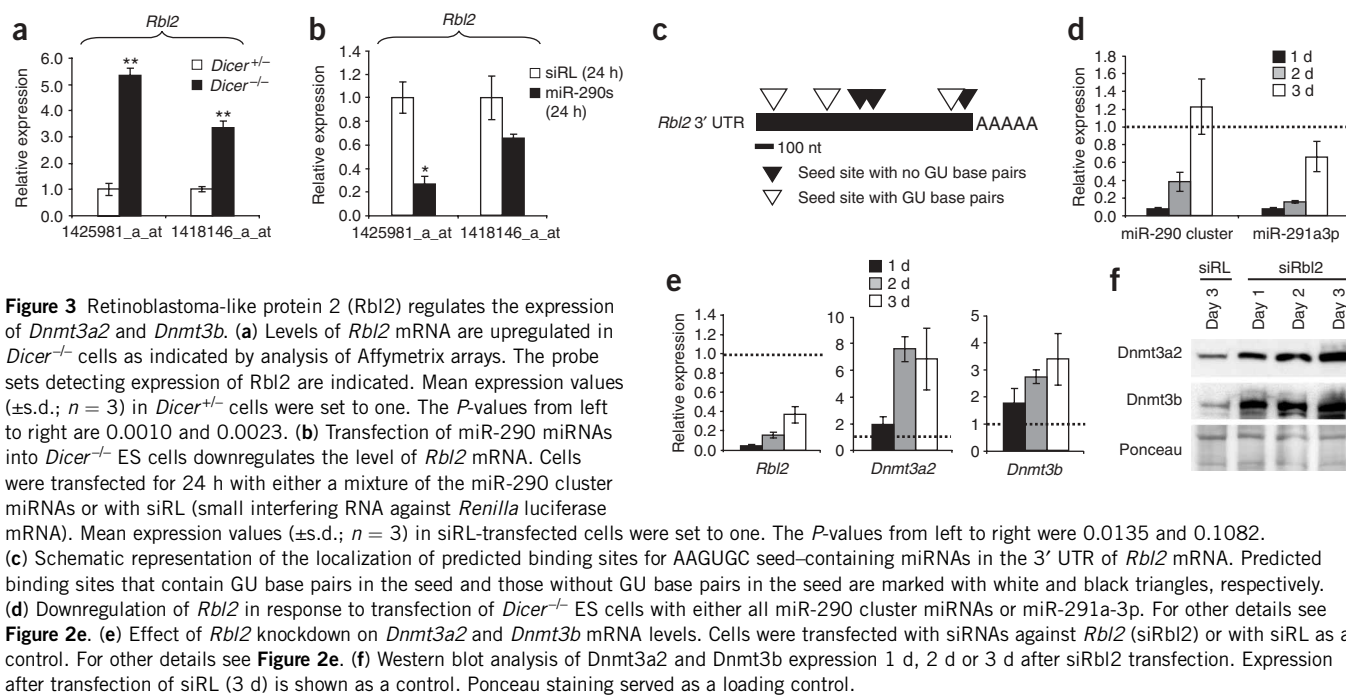 a
Rbl2
Relative expression
6.0
5.0
4.0
3.0
2.0
1.0
0.0
**
**
Dicer+/–
Dicer–/–
1425981_a_at 1418146_a_at
b
Rbl2
Relative expression
1.4
1.2
1.0
0.8
0.6
0.4
0.2
0.0
*
siRL (24 h)
miR-290s
(24 h)
1425981_a_at 1418146_a_at
c
Rbl2 3′ UTR
AAAAA
100 nt
Seed site with no GU base pairs
Seed site with GU base pairs
d
1 d
2 d
3 d
Relative expression
1.8
1.6
1.4
1.2
1.0
0.8
0.6
0.4
0.2
0.0
miR-290 cluster miR-291a3p
e
1 d
2 d
3 d
Relative expression
1.4
1.2
1.0
0.8
0.6
0.4
0.2
0.0
Rbl2
10
8
6
4
2
0
Dnmt3a2
5
4
3
2
1
0
Dnmt3b
f
siRL siRbl2
Day 3 Day 1 Day 2 Day 3
Dnmt3a2
Dnmt3b
Ponceau
Figure 3 Retinoblastoma-like protein 2 (Rbl2) regulates the expression
of Dnmt3a2 and Dnmt3b. (a) Levels of Rbl2 mRNA are upregulated in
Dicer–/– cells as indicated by analysis of Affymetrix arrays. The probe
sets detecting expression of Rbl2 are indicated. Mean expression values
(±s.d.; n = 3) in Dicer+/– cells were set to one. The P-values from left
to right are 0.0010 and 0.0023. (b) Transfection of miR-290 miRNAs
into Dicer–/– ES cells downregulates the level of Rbl2 mRNA. Cells
were transfected for 24 h with either a mixture of the miR-290 cluster
miRNAs or with siRL (small interfering RNA against Renilla luciferase
mRNA). Mean expression values (±s.d.; n = 3) in siRL-transfected cells were set to one. The P-values from left to right were 0.0135 and 0.1082.
(c) Schematic representation of the localization of predicted binding sites for AAGUGC seed–containing miRNAs in the 3′ UTR of Rbl2 mRNA. Predicted
binding sites that contain GU base pairs in the seed and those without GU base pairs in the seed are marked with white and black triangles, respectively.
(d) Downregulation of Rbl2 in response to transfection of Dicer–/– ES cells with either all miR-290 cluster miRNAs or miR-291a-3p. For other details see
Figure 2e. (e) Effect of Rbl2 knockdown on Dnmt3a2 and Dnmt3b mRNA levels. Cells were transfected with siRNAs against Rbl2 (siRbl2) or with siRL as a
control. For other details see Figure 2e. (f) Western blot analysis of Dnmt3a2 and Dnmt3b expression 1 d, 2 d or 3 d after siRbl2 transfection. Expression
after transfection of siRL (3 d) is shown as a control. Ponceau staining served as a loading control.